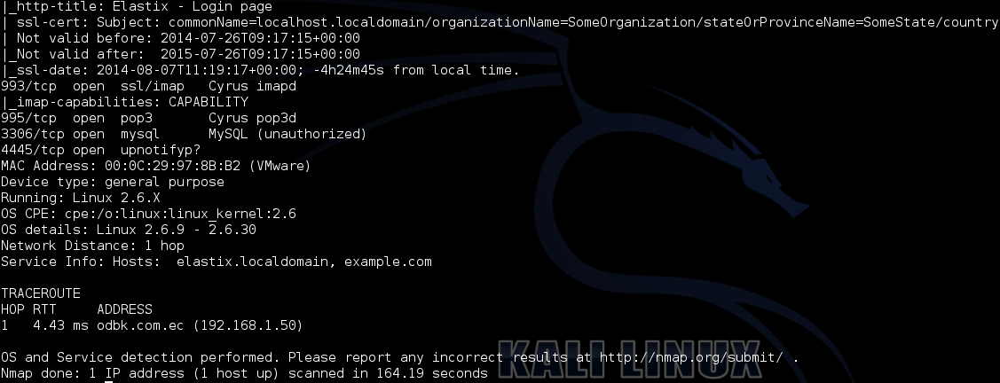 |_http-title: Elastix - Login page
| ssl-cert: Subject: commonName=localhost.localdomain/organizationName=SomeOrganization/stateOrProvinceName=SomeState/country
| Not valid before: 2014-07-26T09:17:15+00:00
|_Not valid after:  2015-07-26T09:17:15+00:00
|_ssl-date: 2014-08-07T11:19:17+00:00; -4h24m45s from local time.
993/tcp  open  ssl/imap   Cyrus imapd
|_imap-capabilities: CAPABILITY
995/tcp  open  pop3       Cyrus pop3d
3306/tcp open  mysql      MySQL (unauthorized)
4445/tcp open  upnotifyp?
MAC Address: 00:0C:29:97:8B:B2 (VMware)
Device type: general purpose
Running: Linux 2.6.X
OS CPE: cpe:/o:linux:linux_kernel:2.6
OS details: Linux 2.6.9 - 2.6.30
Network Distance: 1 hop
Service Info: Hosts:  elastix.localdomain, example.com
TRACEROUTE
HOP RTT     ADDRESS
1   4.43 ms odbk.com.ec (192.168.1.50)
OS and Service detection performed. Please report any incorrect results at http://nmap.org/submit/ .
Nmap done: 1 IP address (1 host up) scanned in 164.19 seconds
KALI LINUX